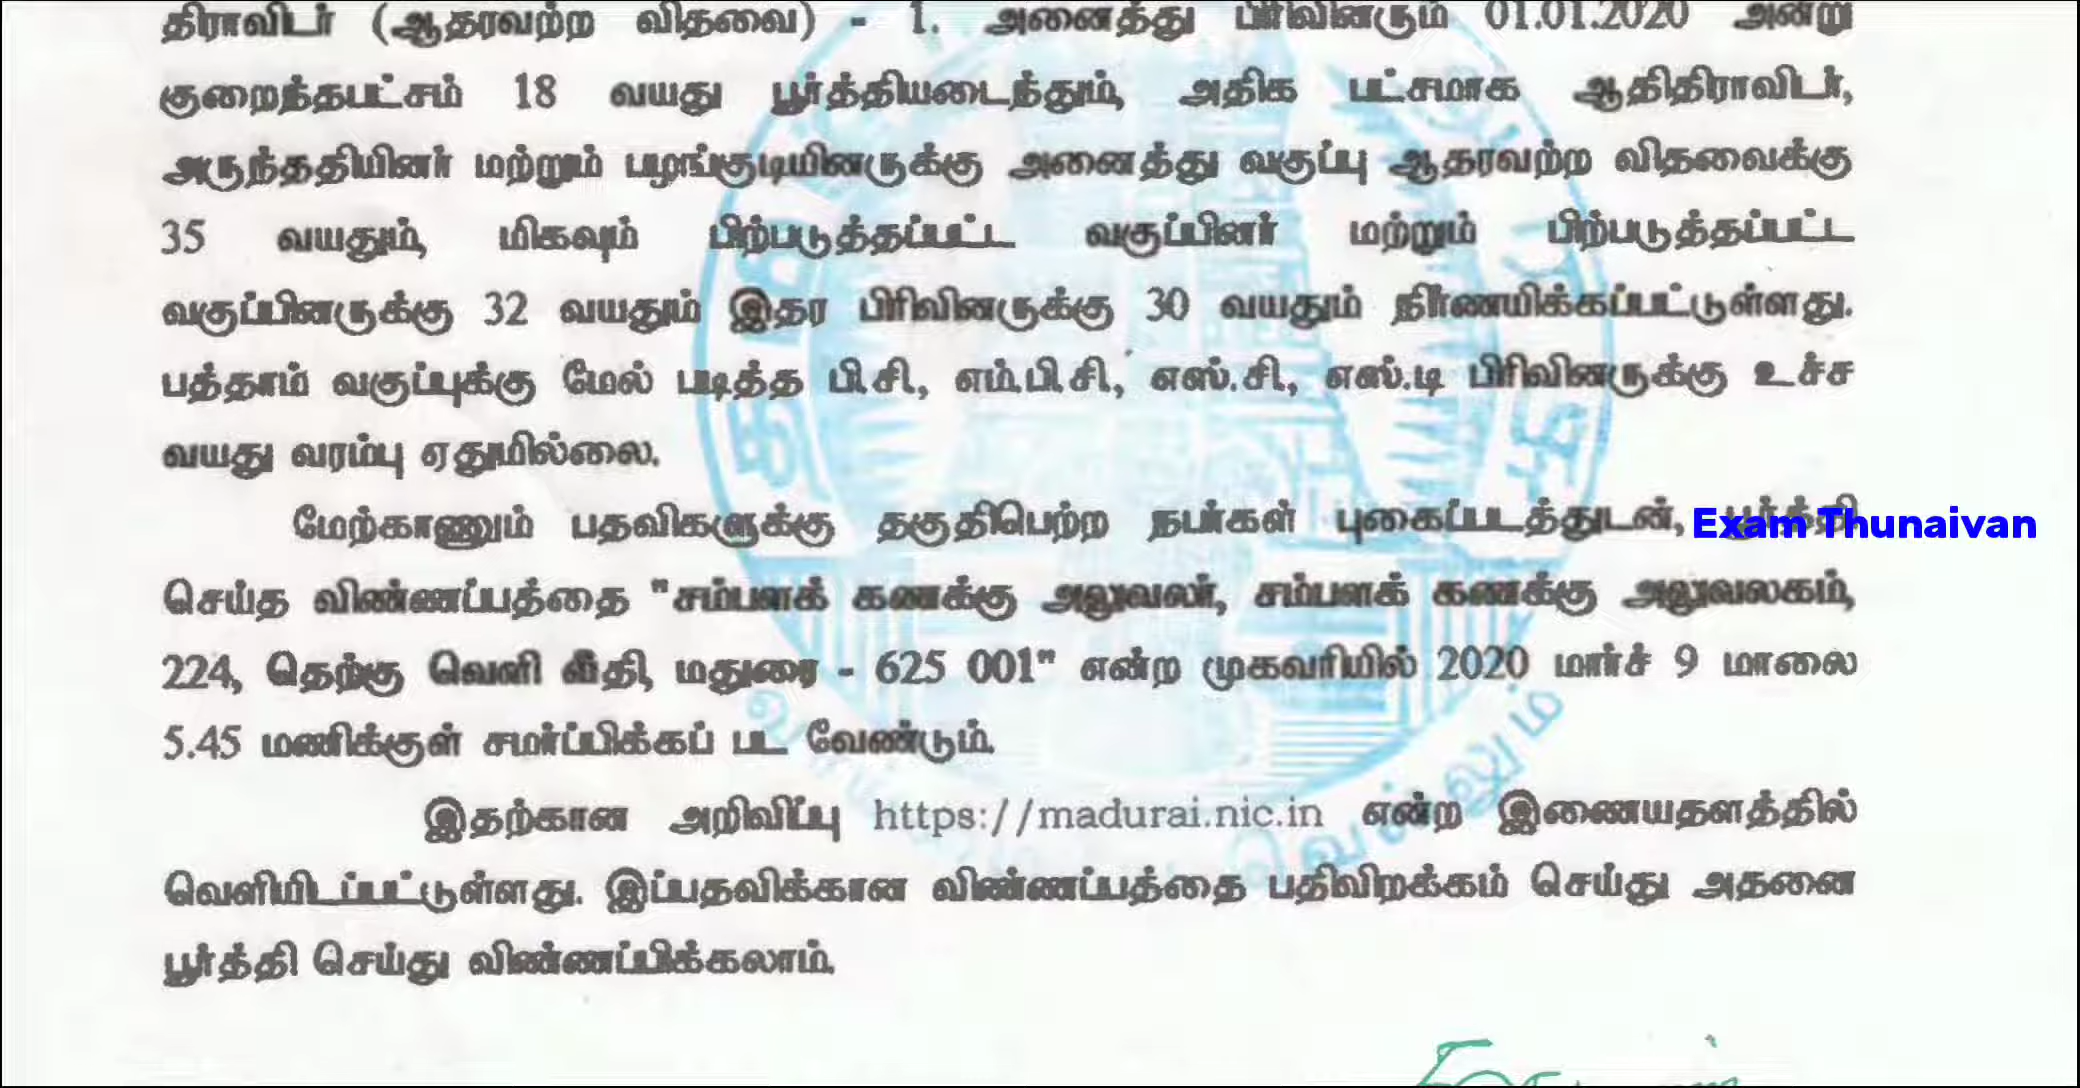 திராவிடர் (ஆதரவற்ற விதவை) - 1. அனைத்து பிரிவினரும் 01.01.2020 அன்று
குறைந்தபட்சம் 18 வயது பூர்த்தியடைந்தும், அதிக பட்சமாக ஆதிதிராவிடர்,
அருந்ததியினர் மற்றும் பழங்குடியினருக்கு அனைத்து வகுப்பு ஆதரவற்ற விதவைக்கு
35 வயதும், மிகவும் பிற்படுத்தப்பட்ட வகுப்பினர் மற்றும் பிற்படுத்தப்பட்ட
வகுப்பினருக்கு 32 வயதும் இதர பிரிவினருக்கு 30 வயதும் நிர்ணயிக்கப்பட்டுள்ளது.
பத்தாம் வகுப்புக்கு மேல் படித்த பி.சி., எம்.பி.சி., எஸ்.சி., எஸ்.டி பிரிவினருக்கு உச்ச
வயது வரம்பு ஏதுமில்லை.
மேற்காணும் பதவிகளுக்கு தகுதிபெற்ற நபர்கள் புகைப்படத்துடன், பூர்த்தி
Exam Thunaivan
செய்த விண்ணப்பத்தை "சம்பளக் கணக்கு அலுவலர், சம்பளக் கணக்கு அலுவலகம்,
224, தெற்கு வெளி வீதி, மதுரை - 625 001" என்ற முகவரியில் 2020 மார்ச் 9 மாலை
5.45 மணிக்குள் சமர்ப்பிக்கப் பட வேண்டும்.
இதற்கான அறிவிப்பு https://madurai.nic.in என்ற இணையதளத்தில்
வெளியிடப்பட்டுள்ளது. இப்பதவிக்கான விண்ணப்பத்தை பதிவிறக்கம் செய்து அதனை
பூர்த்தி செய்து விண்ணப்பிக்கலாம்.